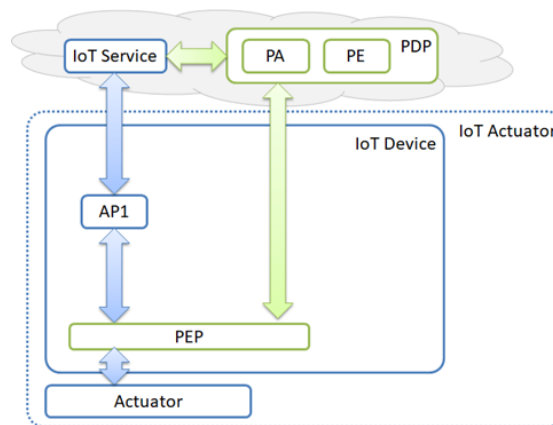 IoT Service
PA
PE
PDP
IoT Actuator
IoT Device
AP1
PEP
Actuator